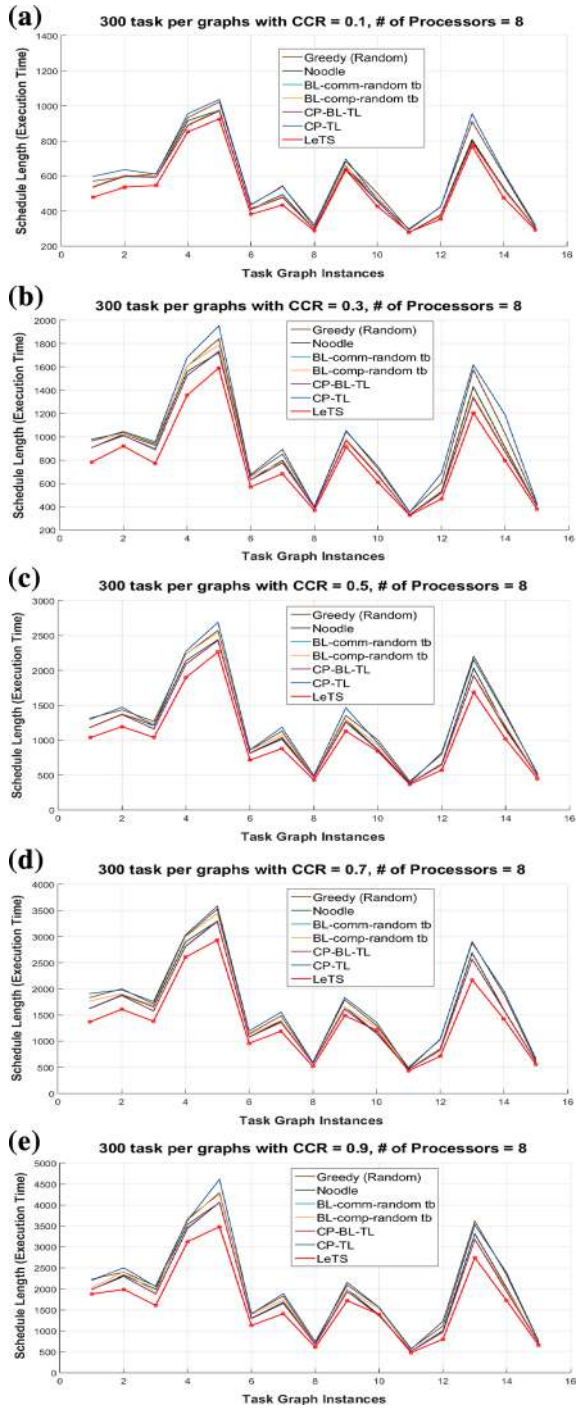 (a)
300 task per graphs with CCR = 0.1, # of Processors = 8
Schedule Length (Execution Time)
1400
1200
1000
800
600
400
200
Greedy (Random)
Noodle
BL-comm-random tb
BL-comp-random tb
CP-BL-TL
CP-TL
LeTS
0 2 4 6 8 10 12 14 16
Task Graph Instances
(b)
300 task per graphs with CCR = 0.3, # of Processors = 8
Schedule Length (Execution Time)
2000
1800
1600
1400
1200
1000
800
600
400
200
Greedy (Random)
Noodle
BL-comm-random tb
BL-comp-random tb
CP-BL-TL
CP-TL
LeTS
0 2 4 6 8 10 12 14 16
Task Graph Instances
(c)
300 task per graphs with CCR = 0.5, # of Processors = 8
Schedule Length (Execution Time)
3000
2500
2000
1500
1000
500
0
Greedy (Random)
Noodle
BL-comm-random tb
BL-comp-random tb
CP-BL-TL
CP-TL
LeTS
0 2 4 6 8 10 12 14 16
Task Graph Instances
(d)
300 task per graphs with CCR = 0.7, # of Processors = 8
Schedule Length (Execution Time)
4000
3500
3000
2500
2000
1500
1000
500
0
Greedy (Random)
Noodle
BL-comm-random tb
BL-comp-random tb
CP-BL-TL
CP-TL
LeTS
0 2 4 6 8 10 12 14 16
Task Graph Instances
(e)
300 task per graphs with CCR = 0.9, # of Processors = 8
Schedule Length (Execution Time)
5000
4500
4000
3500
3000
2500
2000
1500
1000
500
0
Greedy (Random)
Noodle
BL-comm-random tb
BL-comp-random tb
CP-BL-TL
CP-TL
LeTS
0 2 4 6 8 10 12 14 16
Task Graph Instances